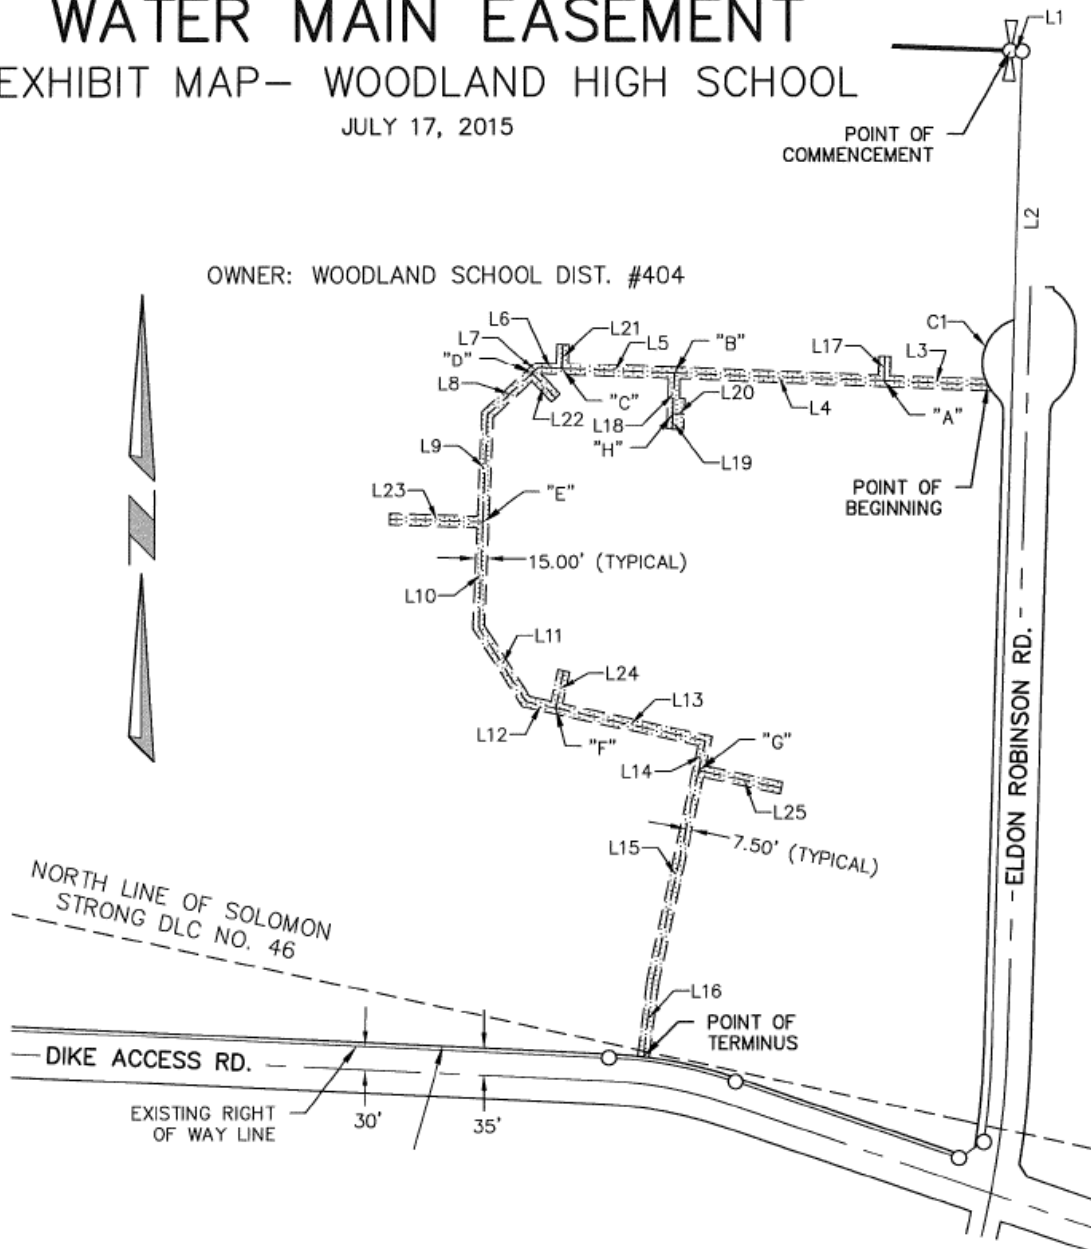 WATER MAIN EASEMENT
EXHIBIT MAP— WOODLAND HIGH SCHOOL
JULY 17, 2015
L1
POINT OF
COMMENCEMENT
L2
OWNER: WOODLAND SCHOOL DIST. #404
C1
L6
L21
L7
L5
"B"
L17
L3
"D"
L8
"C"
L20
L22
L18
L4
"A"
"H"
L9
L19
L23
"E"
POINT OF
BEGINNING
15.00' (TYPICAL)
L10
L11
L24
L13
L12
"F"
"G"
L14
L25
L15
7.50' (TYPICAL)
ELDON ROBINSON RD.
NORTH LINE OF SOLOMON
STRONG DLC NO. 46
L16
POINT OF
TERMINUS
DIKE ACCESS RD.
EXISTING RIGHT
OF WAY LINE
30'
35'